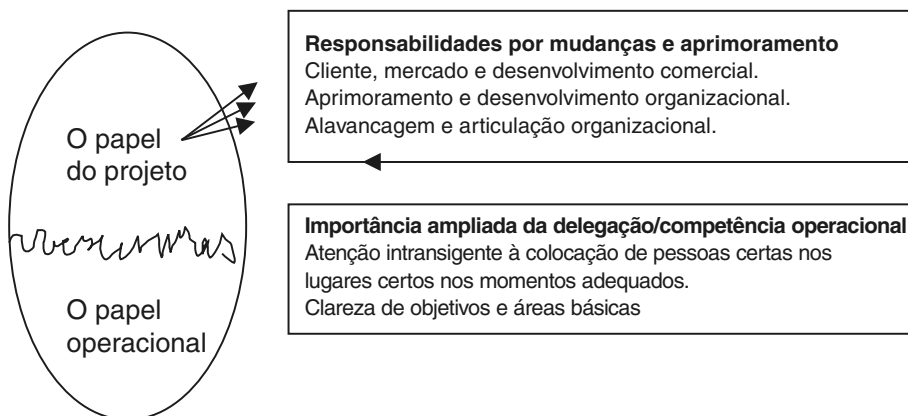 O papel
do projeto
O papel
operacional
Responsabilidades por mudanças e aprimoramento
Cliente, mercado e desenvolvimento comercial.
Aprimoramento e desenvolvimento organizacional.
Alavancagem e articulação organizacional.
Importância ampliada da delegação/competência operacional
Atenção intransigente à colocação de pessoas certas nos
lugares certos nos momentos adequados.
Clareza de objetivos e áreas básicas